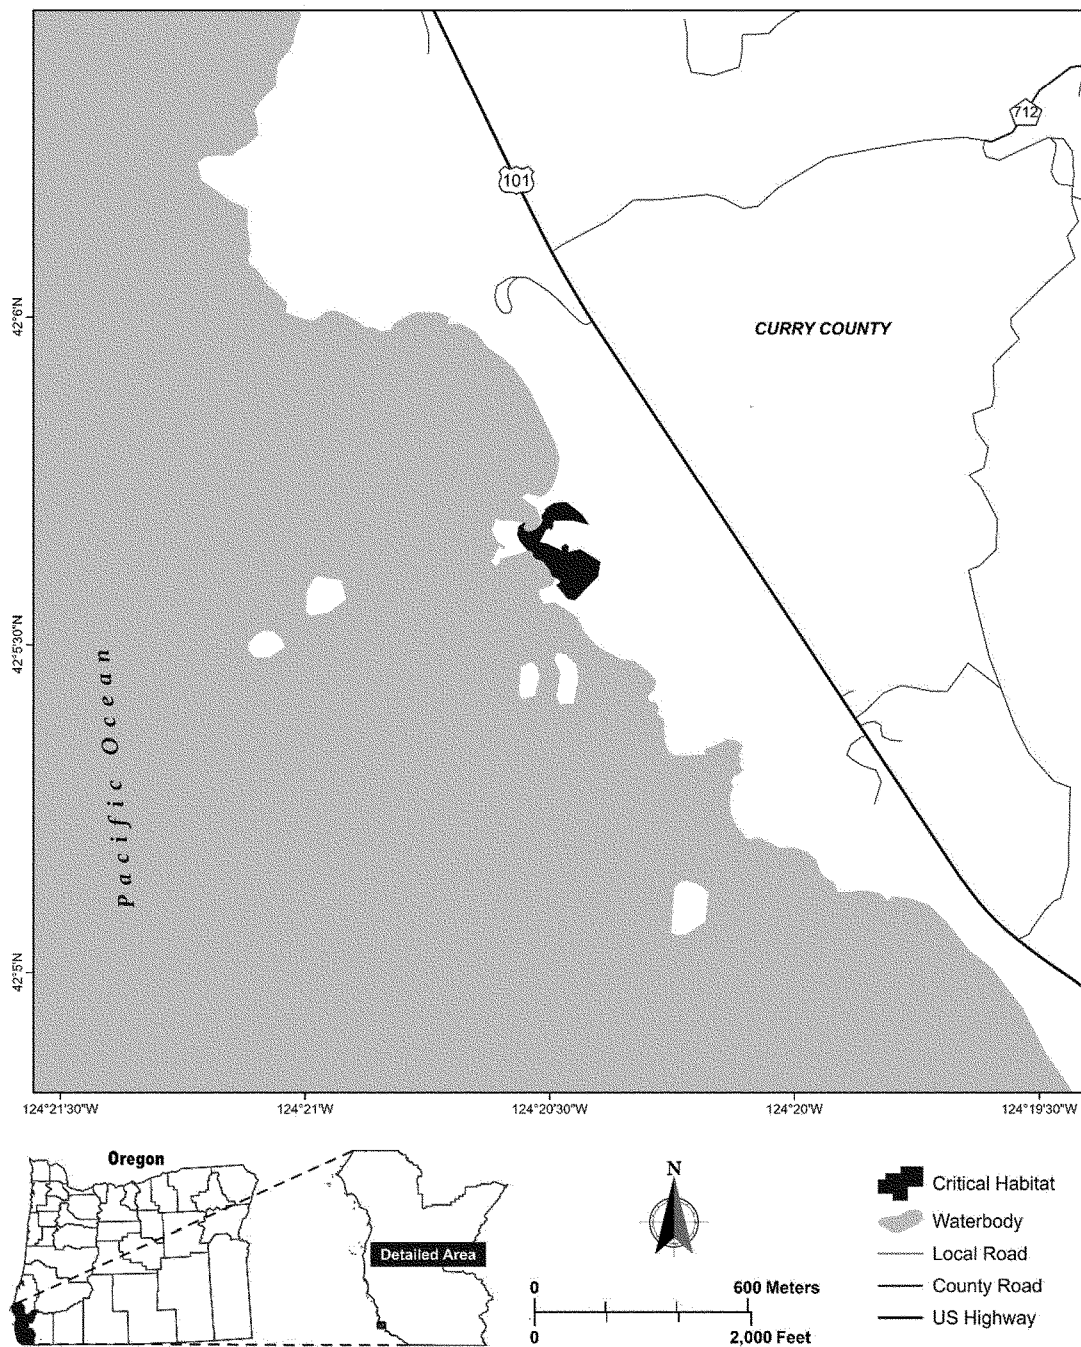 712
101
42°6'N
CURRY COUNTY
42°5'30"N
Pacific Ocean
42°5'N
124°21'30"W
124°21'W
124°20'30"W
124°20'W
124°19'30"W
Oregon
Detailed Area
N
0 600 Meters
0 2,000 Feet
Critical Habitat
Waterbody
Local Road
County Road
US Highway